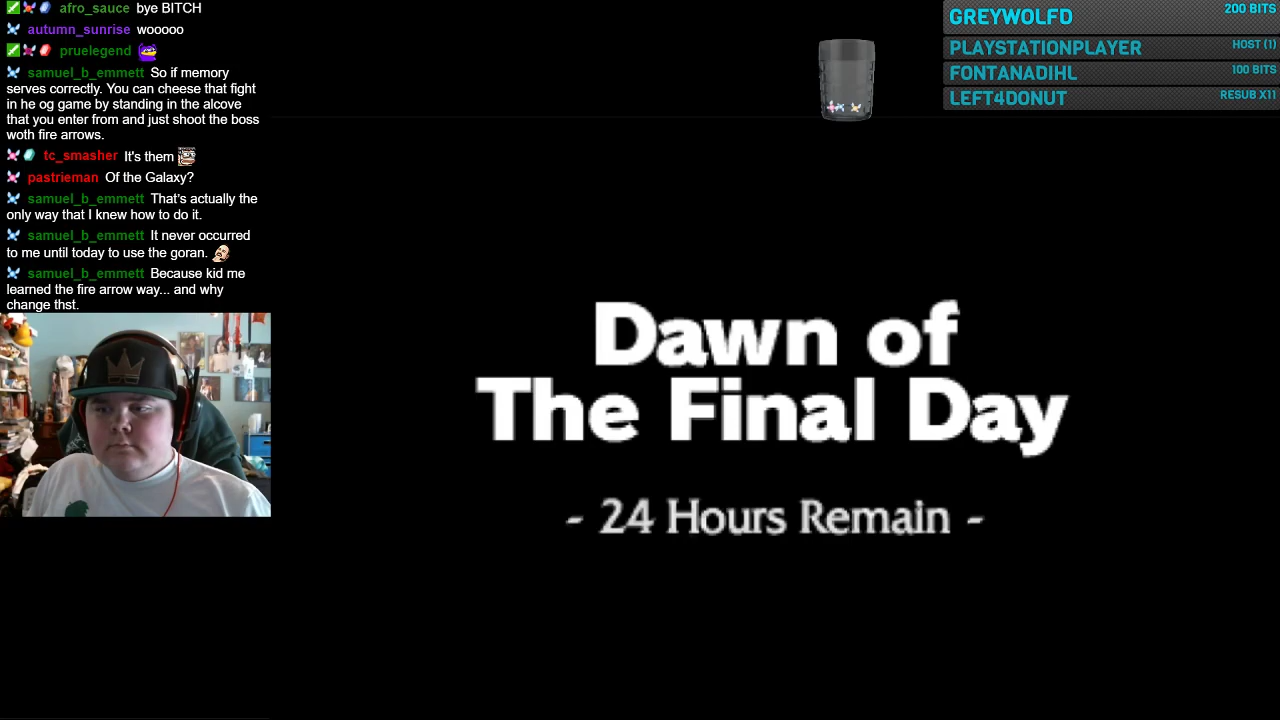 afro_sauce bye BITCH
autumn_sunrise wooooo
pruelegend
samuel_b_emmett So if memory
serves correctly. You can cheese that fight
in he og game by standing in the alcove
that you enter from and just shoot the boss
woth fire arrows.
tc_smasher It's them
pastrieman Of the Galaxy?
samuel_b_emmett That's actually the
only way that I knew how to do it.
samuel_b_emmett It never occurred
to me until today to use the goran.
samuel_b_emmett Because kid me
learned the fire arrow way... and why
change thst.
GREYWOLFD 200 BITS
PLAYSTATIONPLAYER HOST (1)
FONTANADIHL 100 BITS
LEFT4DONUT RESUB X11
Dawn of
The Final Day
- 24 Hours Remain -